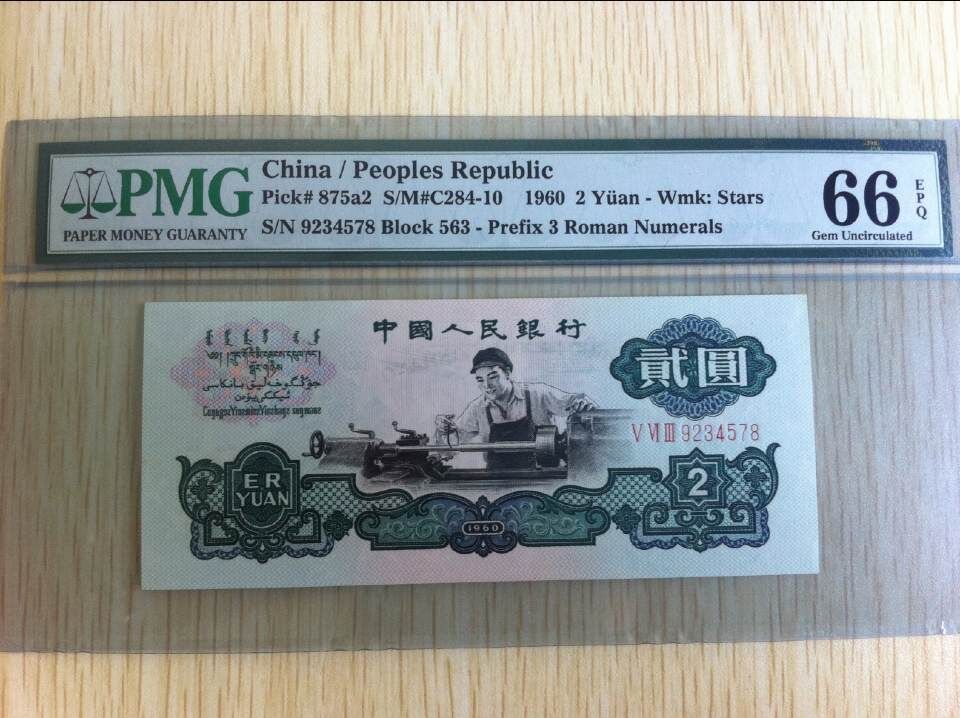 PMG
PAPER MONEY GUARANTY
China / Peoples Republic
Pick# 875a2 S/M#C284-10 1960 2 Yüan - Wmk: Stars
S/N 9234578 Block 563 - Prefix 3 Roman Numerals
66
EPQ
Gem Uncirculated
中國人民銀行
貳圓
V VI III 9234578
ER
YUAN
2
1960